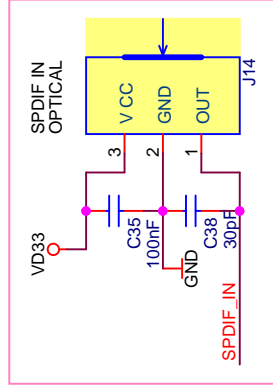 SPDIF IN
OPTICAL
J14
V CC
GND
OUT
3
2
1
VD33
C35
100nF
C38
30pF
GND
SPDIF_IN